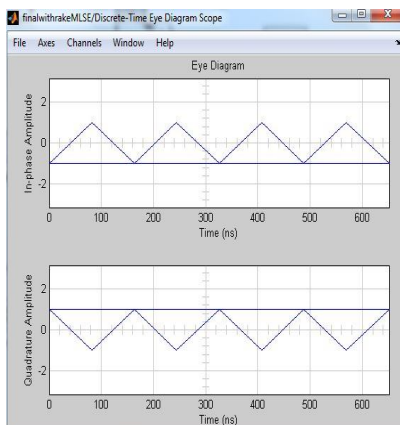 finalwithrakeMLSE/Discrete-Time Eye Diagram Scope
File Axes Channels Window Help
Eye Diagram
In-phase Amplitude
2
0
-2
0 100 200 300 400 500 600
Time (ns)
Quadrature Amplitude
2
0
-2
0 100 200 300 400 500 600
Time (ns)